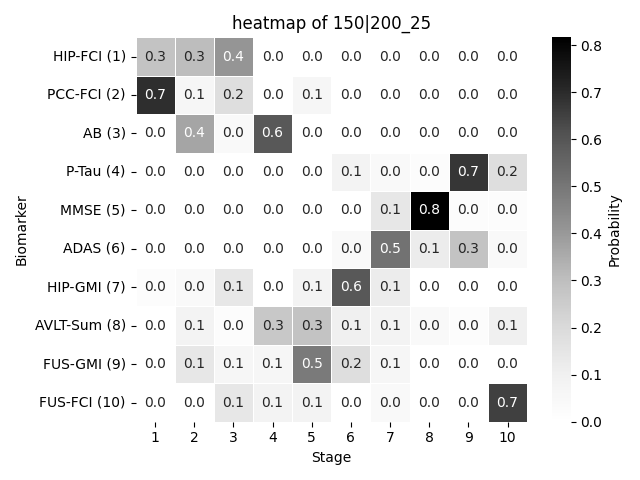 heatmap of 150|200_25
HIP-FCI (1) 0.3 0.3 0.4 0.0 0.0 0.0 0.0 0.0 0.0 0.0
PCC-FCI (2) 0.7 0.1 0.2 0.0 0.1 0.0 0.0 0.0 0.0 0.0
AB (3) 0.0 0.4 0.0 0.6 0.0 0.0 0.0 0.0 0.0 0.0
P-Tau (4) 0.0 0.0 0.0 0.0 0.0 0.1 0.0 0.0 0.7 0.2
MMSE (5) 0.0 0.0 0.0 0.0 0.0 0.0 0.1 0.8 0.0 0.0
ADAS (6) 0.0 0.0 0.0 0.0 0.0 0.0 0.5 0.1 0.3 0.0
HIP-GMI (7) 0.0 0.0 0.1 0.0 0.1 0.6 0.1 0.0 0.0 0.0
AVLT-Sum (8) 0.0 0.1 0.0 0.3 0.3 0.1 0.1 0.0 0.0 0.1
FUS-GMI (9) 0.0 0.1 0.1 0.1 0.5 0.2 0.1 0.0 0.0 0.0
FUS-FCI (10) 0.0 0.0 0.1 0.1 0.1 0.0 0.0 0.0 0.0 0.7
1 2 3 4 5 6 7 8 9 10
Stage
Biomarker
0.8
0.7
0.6
0.5
0.4
0.3
0.2
0.1
0.0
Probability